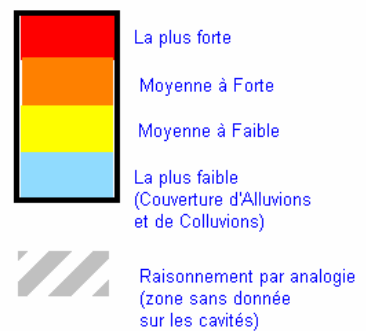 La plus forte
Moyenne à Forte
Moyenne à Faible
La plus faible
(Couverture d'Alluvions
et de Colluvions)
Raisonnement par analogie
(zone sans donnée
sur les cavités)